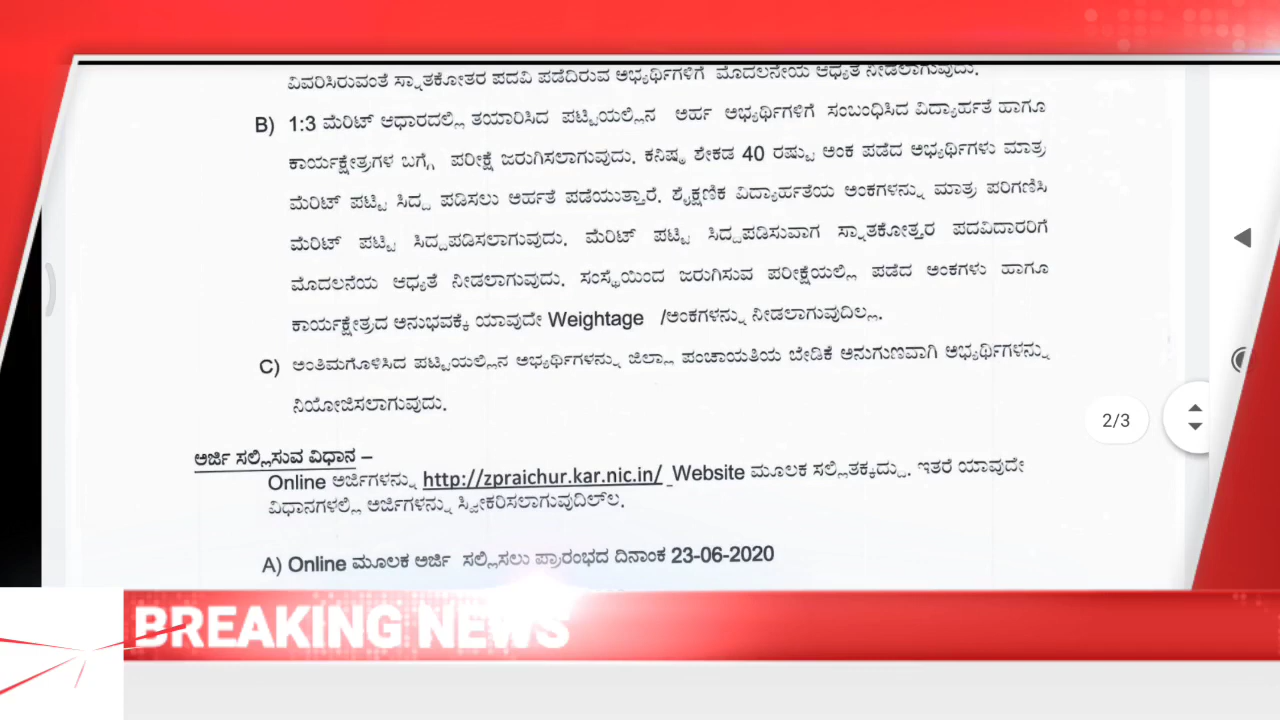 ವಿವರಿಸಿರುವಂತೆ ಸ್ನಾತಕೋತರ ಪದವಿ ಪಡೆದಿರುವ ಅಭ್ಯರ್ಥಿಗಳಿಗೆ ಮೊದಲನೇಯ ಆಧ್ಯತೆ ನೀಡಲಾಗುವುದು.
B) 1:3 ಮೆರಿಟ್ ಆಧಾರದಲ್ಲಿ ತಯಾರಿಸಿದ ಪಟ್ಟಿಯಲ್ಲಿನ ಅರ್ಹ ಅಭ್ಯರ್ಥಿಗಳಿಗೆ ಸಂಬಂಧಿಸಿದ ವಿದ್ಯಾರ್ಹತೆ ಹಾಗೂ
ಕಾರ್ಯಕ್ಷೇತ್ರಗಳ ಬಗ್ಗೆ ಪರೀಕ್ಷೆ ಜರುಗಿಸಲಾಗುವುದು. ಕನಿಷ್ಠ ಶೇಕಡ 40 ರಷ್ಟು ಅಂಕ ಪಡೆದ ಅಭ್ಯರ್ಥಿಗಳು ಮಾತ್ರ
ಮೆರಿಟ್ ಪಟ್ಟಿ ಸಿದ್ದ ಪಡಿಸಲು ಅರ್ಹತೆ ಪಡೆಯುತ್ತಾರೆ. ಶೈಕ್ಷಣಿಕ ವಿದ್ಯಾರ್ಹತೆಯ ಅಂಕಗಳನ್ನು ಮಾತ್ರ ಪರಿಗಣಿಸಿ
ಮೆರಿಟ್ ಪಟ್ಟಿ ಸಿದ್ದಪಡಿಸಲಾಗುವುದು. ಮೆರಿಟ್ ಪಟ್ಟಿ ಸಿದ್ದಪಡಿಸುವಾಗ ಸ್ನಾತಕೋತ್ತರ ಪದವಿದಾರರಿಗೆ
ಮೊದಲನೆಯ ಆಧ್ಯತೆ ನೀಡಲಾಗುವುದು. ಸಂಸ್ಥೆಯಿಂದ ಜರುಗಿಸುವ ಪರೀಕ್ಷೆಯಲ್ಲಿ ಪಡೆದ ಅಂಕಗಳು ಹಾಗೂ
ಕಾರ್ಯಕ್ಷೇತ್ರದ ಅನುಭವಕ್ಕೆ ಯಾವುದೇ Weightage /ಅಂಕಗಳನ್ನು ನೀಡಲಾಗುವುದಿಲ್ಲ.
C) ಅಂತಿಮಗೊಳಿಸಿದ ಪಟ್ಟಿಯಲ್ಲಿನ ಅಭ್ಯರ್ಥಿಗಳನ್ನು ಜಿಲ್ಲಾ ಪಂಚಾಯತಿಯ ಬೇಡಿಕೆ ಅನುಗುಣವಾಗಿ ಅಭ್ಯರ್ಥಿಗಳನ್ನು
ನಿಯೋಜಿಸಲಾಗುವುದು.
2/3
ಅರ್ಜಿ ಸಲ್ಲಿಸುವ ವಿಧಾನ –
Online ಅರ್ಜಿಗಳನ್ನು http://zpraichur.kar.nic.in/ Website ಮೂಲಕ ಸಲ್ಲಿತಕ್ಕದ್ದು. ಇತರೆ ಯಾವುದೇ
ವಿಧಾನಗಳಲ್ಲಿ ಅರ್ಜಿಗಳನ್ನು ಸ್ವೀಕರಿಸಲಾಗುವುದಿಲ್‌ಲ.
A) Online ಮೂಲಕ ಅರ್ಜಿ ಸಲ್ಲಿಸಲು ಪ್ರಾರಂಭದ ದಿನಾಂಕ 23-06-2020
BREAKING NEWS